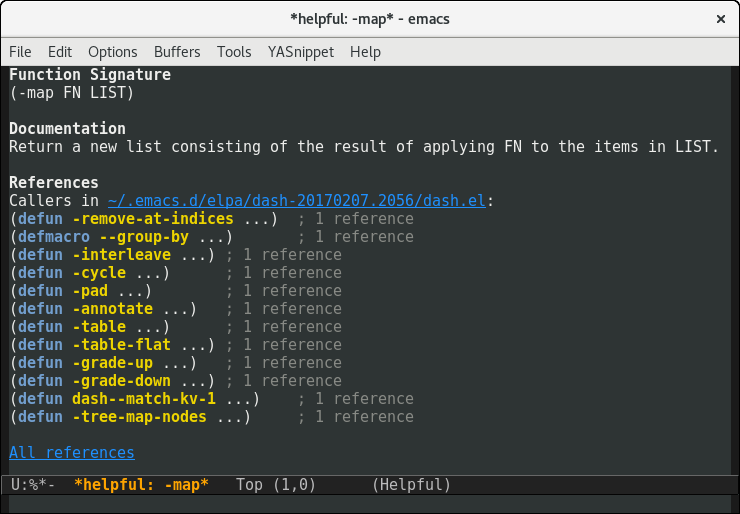 *helpful: -map* - emacs ×
File Edit Options Buffers Tools YASnippet Help
Function Signature
(-map FN LIST)
Documentation
Return a new list consisting of the result of applying FN to the items in LIST.
References
Callers in ~/.emacs.d/elpa/dash-20170207.2056/dash.el:
(defun -remove-at-indices ...)  ; 1 reference
(defmacro --group-by ...)       ; 1 reference
(defun -interleave ...) ; 1 reference
(defun -cycle ...)      ; 1 reference
(defun -pad ...)        ; 1 reference
(defun -annotate ...)   ; 1 reference
(defun -table ...)      ; 1 reference
(defun -table-flat ...) ; 1 reference
(defun -grade-up ...)   ; 1 reference
(defun -grade-down ...) ; 1 reference
(defun dash--match-kv-1 ...)    ; 1 reference
(defun -tree-map-nodes ...)     ; 1 reference
All references
U:%*-  *helpful: -map*   Top (1,0)      (Helpful)